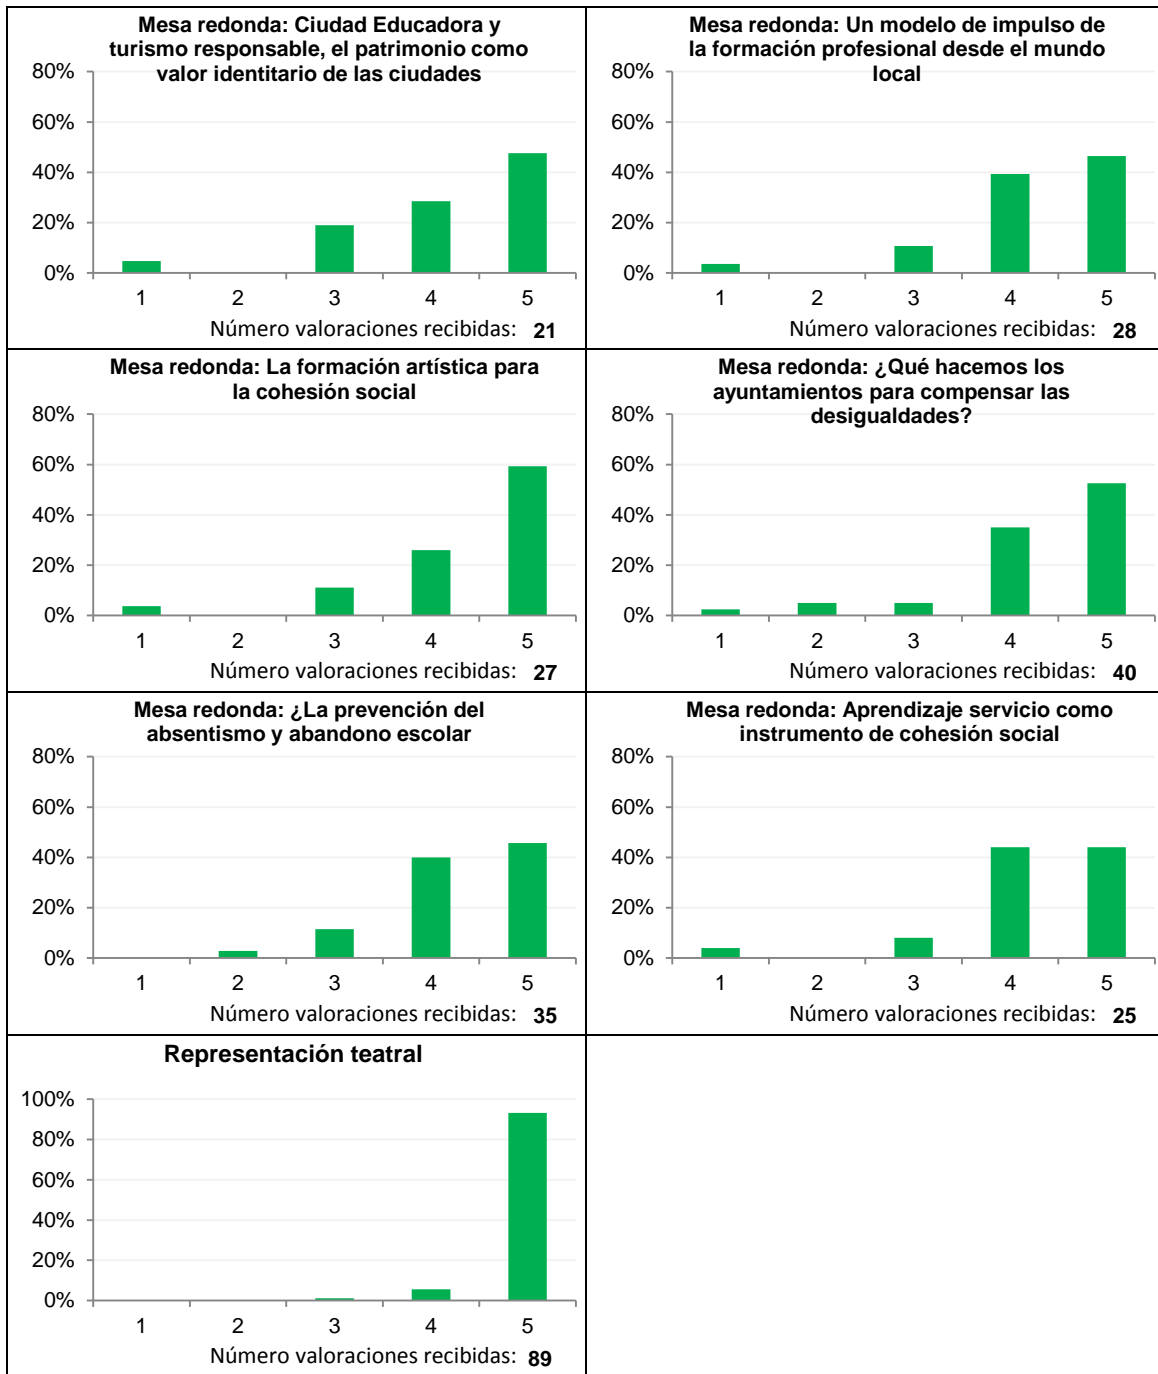 Mesa redonda: Ciudad Educadora y
turismo responsable, el patrimonio como
valor identitario de las ciudades
80%
60%
40%
20%
0%
1 2 3 4 5
Número valoraciones recibidas: 21
Mesa redonda: Un modelo de impulso de
la formación profesional desde el mundo
local
80%
60%
40%
20%
0%
1 2 3 4 5
Número valoraciones recibidas: 28
Mesa redonda: La formación artística para
la cohesión social
80%
60%
40%
20%
0%
1 2 3 4 5
Número valoraciones recibidas: 27
Mesa redonda: ¿Qué hacemos los
ayuntamientos para compensar las
desigualdades?
80%
60%
40%
20%
0%
1 2 3 4 5
Número valoraciones recibidas: 40
Mesa redonda: ¿La prevención del
absentismo y abandono escolar
80%
60%
40%
20%
0%
1 2 3 4 5
Número valoraciones recibidas: 35
Mesa redonda: Aprendizaje servicio como
instrumento de cohesión social
80%
60%
40%
20%
0%
1 2 3 4 5
Número valoraciones recibidas: 25
Representación teatral
100%
80%
60%
40%
20%
0%
1 2 3 4 5
Número valoraciones recibidas: 89